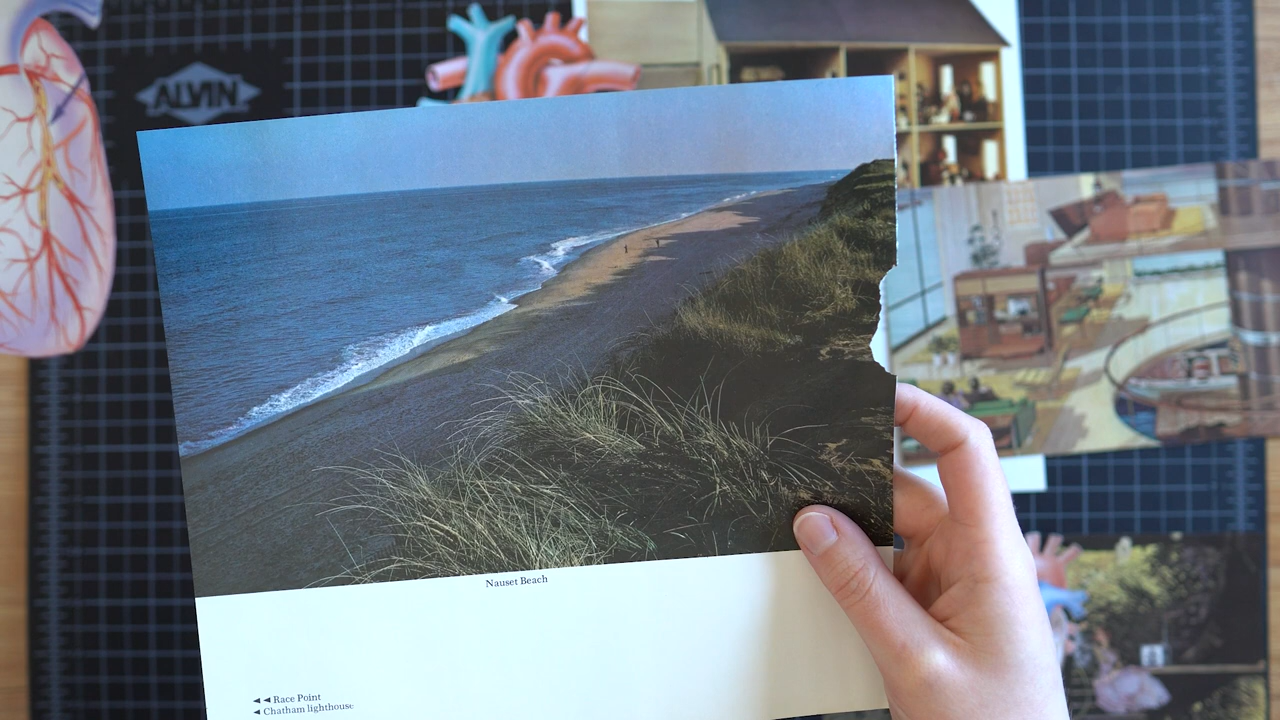 ALVIN
Nauset Beach
◄◄ Race Point
◄ Chatham lighthouse